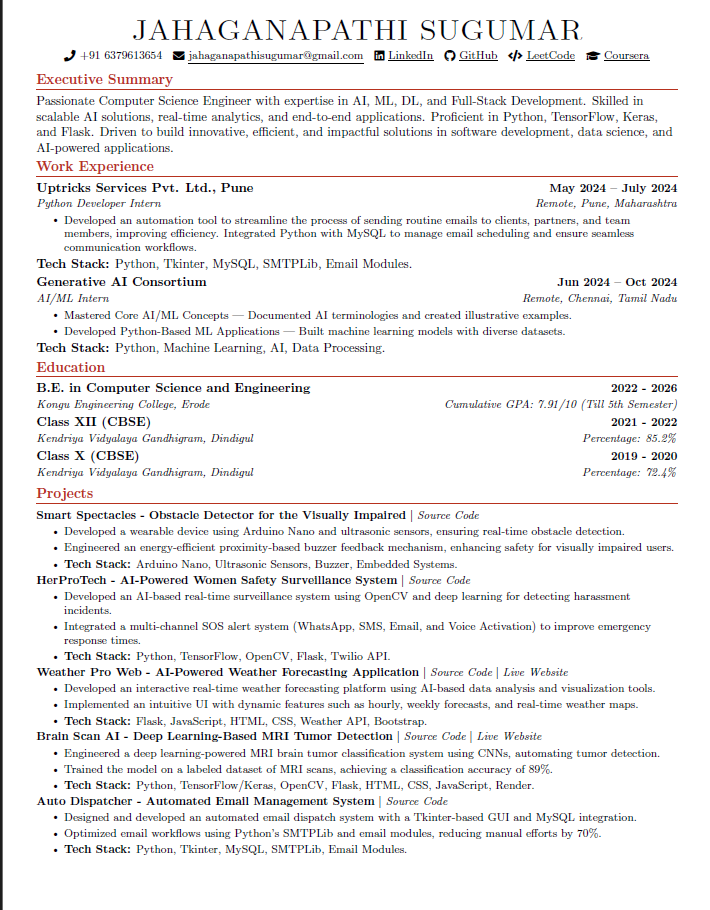 JAHAGANAPATHI SUGUMAR
+91 6379613654 jahaganapathisugumar@gmail.com LinkedIn GitHub LeetCode Coursera
Executive Summary
Passionate Computer Science Engineer with expertise in AI, ML, DL, and Full-Stack Development. Skilled in
scalable AI solutions, real-time analytics, and end-to-end applications. Proficient in Python, TensorFlow, Keras,
and Flask. Driven to build innovative, efficient, and impactful solutions in software development, data science, and
AI-powered applications.
Work Experience
Uptricks Services Pvt. Ltd., Pune May 2024 – July 2024
Python Developer Intern Remote, Pune, Maharashtra
• Developed an automation tool to streamline the process of sending routine emails to clients, partners, and team
members, improving efficiency. Integrated Python with MySQL to manage email scheduling and ensure seamless
communication workflows.
Tech Stack: Python, Tkinter, MySQL, SMTPLib, Email Modules.
Generative AI Consortium Jun 2024 – Oct 2024
AI/ML Intern Remote, Chennai, Tamil Nadu
• Mastered Core AI/ML Concepts — Documented AI terminologies and created illustrative examples.
• Developed Python-Based ML Applications — Built machine learning models with diverse datasets.
Tech Stack: Python, Machine Learning, AI, Data Processing.
Education
B.E. in Computer Science and Engineering 2022 - 2026
Kongu Engineering College, Erode Cumulative GPA: 7.91/10 (Till 5th Semester)
Class XII (CBSE) 2021 - 2022
Kendriya Vidyalaya Gandhigram, Dindigul Percentage: 85.2%
Class X (CBSE) 2019 - 2020
Kendriya Vidyalaya Gandhigram, Dindigul Percentage: 72.4%
Projects
Smart Spectacles - Obstacle Detector for the Visually Impaired | Source Code
• Developed a wearable device using Arduino Nano and ultrasonic sensors, ensuring real-time obstacle detection.
• Engineered an energy-efficient proximity-based buzzer feedback mechanism, enhancing safety for visually impaired users.
• Tech Stack: Arduino Nano, Ultrasonic Sensors, Buzzer, Embedded Systems.
HerProTech - AI-Powered Women Safety Surveillance System | Source Code
• Developed an AI-based real-time surveillance system using OpenCV and deep learning for detecting harassment
incidents.
• Integrated a multi-channel SOS alert system (WhatsApp, SMS, Email, and Voice Activation) to improve emergency
response times.
• Tech Stack: Python, TensorFlow, OpenCV, Flask, Twilio API.
Weather Pro Web - AI-Powered Weather Forecasting Application | Source Code | Live Website
• Developed an interactive real-time weather forecasting platform using AI-based data analysis and visualization tools.
• Implemented an intuitive UI with dynamic features such as hourly, weekly forecasts, and real-time weather maps.
• Tech Stack: Flask, JavaScript, HTML, CSS, Weather API, Bootstrap.
Brain Scan AI - Deep Learning-Based MRI Tumor Detection | Source Code | Live Website
• Engineered a deep learning-powered MRI brain tumor classification system using CNNs, automating tumor detection.
• Trained the model on a labeled dataset of MRI scans, achieving a classification accuracy of 89%.
• Tech Stack: Python, TensorFlow/Keras, OpenCV, Flask, HTML, CSS, JavaScript, Render.
Auto Dispatcher - Automated Email Management System | Source Code
• Designed and developed an automated email dispatch system with a Tkinter-based GUI and MySQL integration.
• Optimized email workflows using Python's SMTPLib and email modules, reducing manual efforts by 70%.
• Tech Stack: Python, Tkinter, MySQL, SMTPLib, Email Modules.